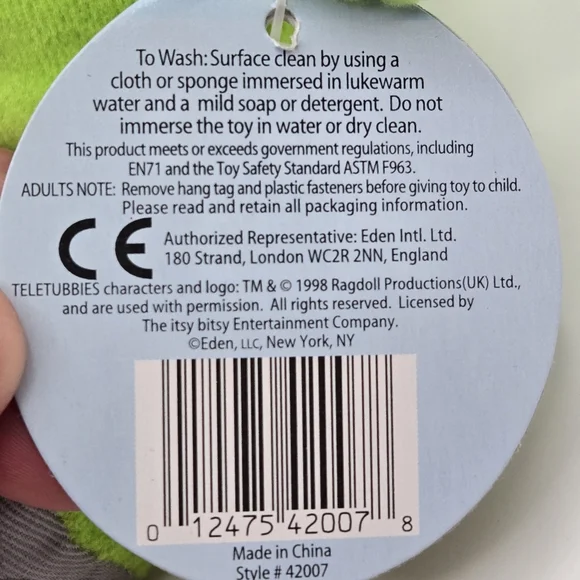 To Wash: Surface clean by using a
cloth or sponge immersed in lukewarm
water and a mild soap or detergent. Do not
immerse the toy in water or dry clean.
This product meets or exceeds government regulations, including
EN71 and the Toy Safety Standard ASTM F963.
ADULTS NOTE: Remove hang tag and plastic fasteners before giving toy to child.
Please read and retain all packaging information.
CE
Authorized Representative: Eden Intl. Ltd.
180 Strand, London WC2R 2NN, England
TELETUBBIES characters and logo: TM & © 1998 Ragdoll Productions(UK) Ltd.,
and are used with permission. All rights reserved. Licensed by
The itsy bitsy Entertainment Company.
©Eden, LLC, New York, NY
0 12475 42007 8
Made in China
Style # 42007